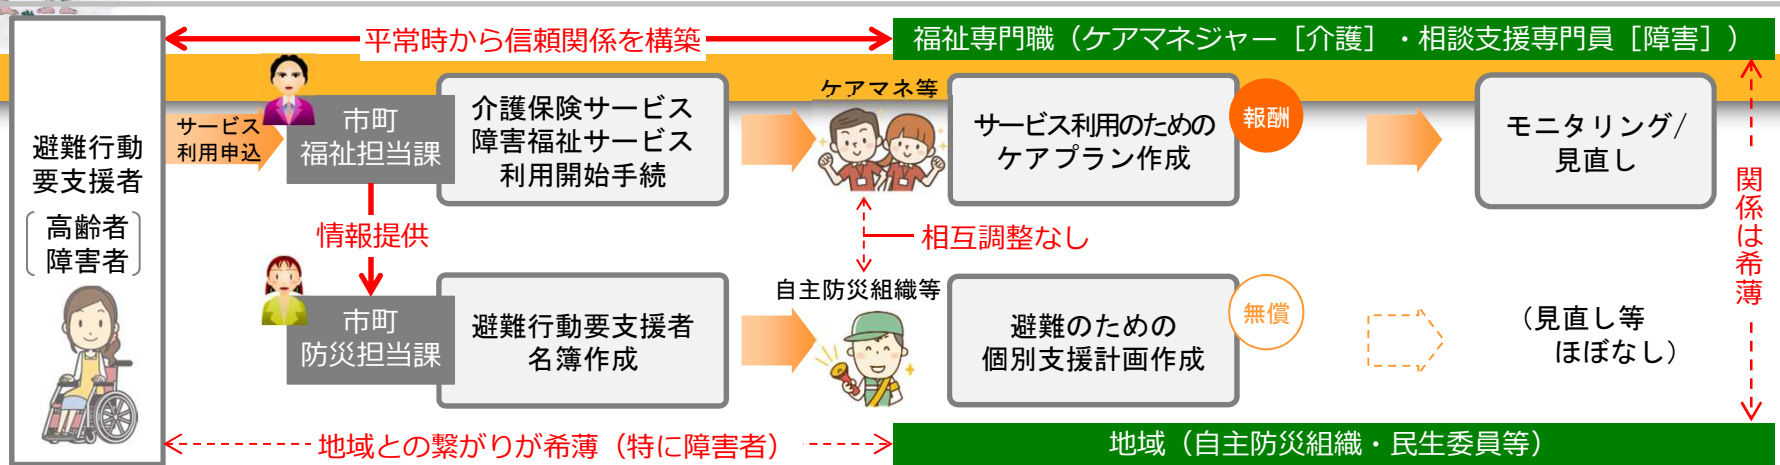 平常時から信頼関係を構築
福祉専門職（ケアマネジャー［介護］・相談支援専門員［障害］）
避難行動
要支援者
高齢者
障害者
サービス
利用申込
市町
福祉担当課
介護保険サービス
障害福祉サービス
利用開始手続
ケアマネ等
サービス利用のための
ケアプラン作成
報酬
モニタリング/
見直し
関係は希薄
情報提供
相互調整なし
市町
防災担当課
避難行動要支援者
名簿作成
自主防災組織等
避難のための
個別支援計画作成
無償
（見直し等
ほぼなし）
地域との繋がりが希薄（特に障害者）
地域（自主防災組織・民生委員等）